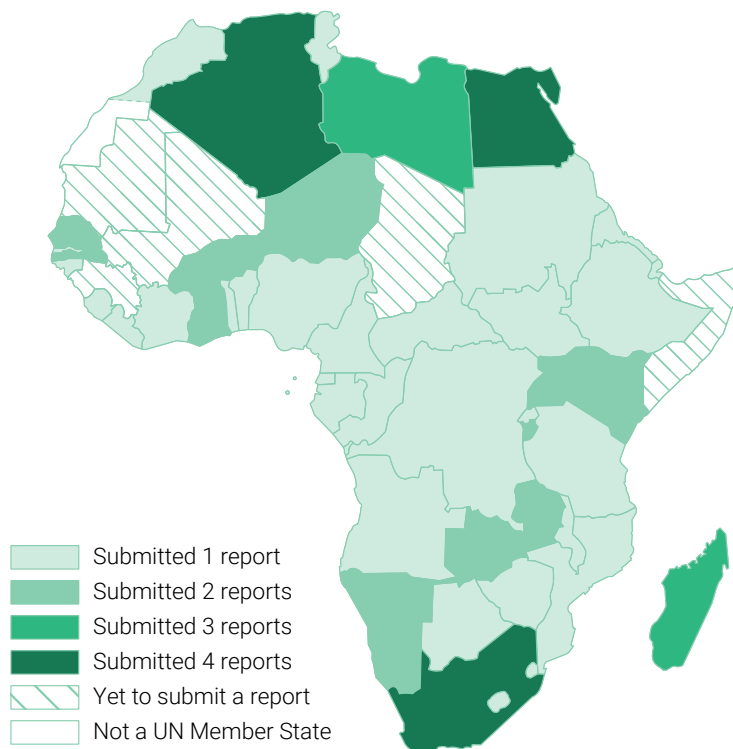 Submitted 1 report
Submitted 2 reports
Submitted 3 reports
Submitted 4 reports
Yet to submit a report
Not a UN Member State